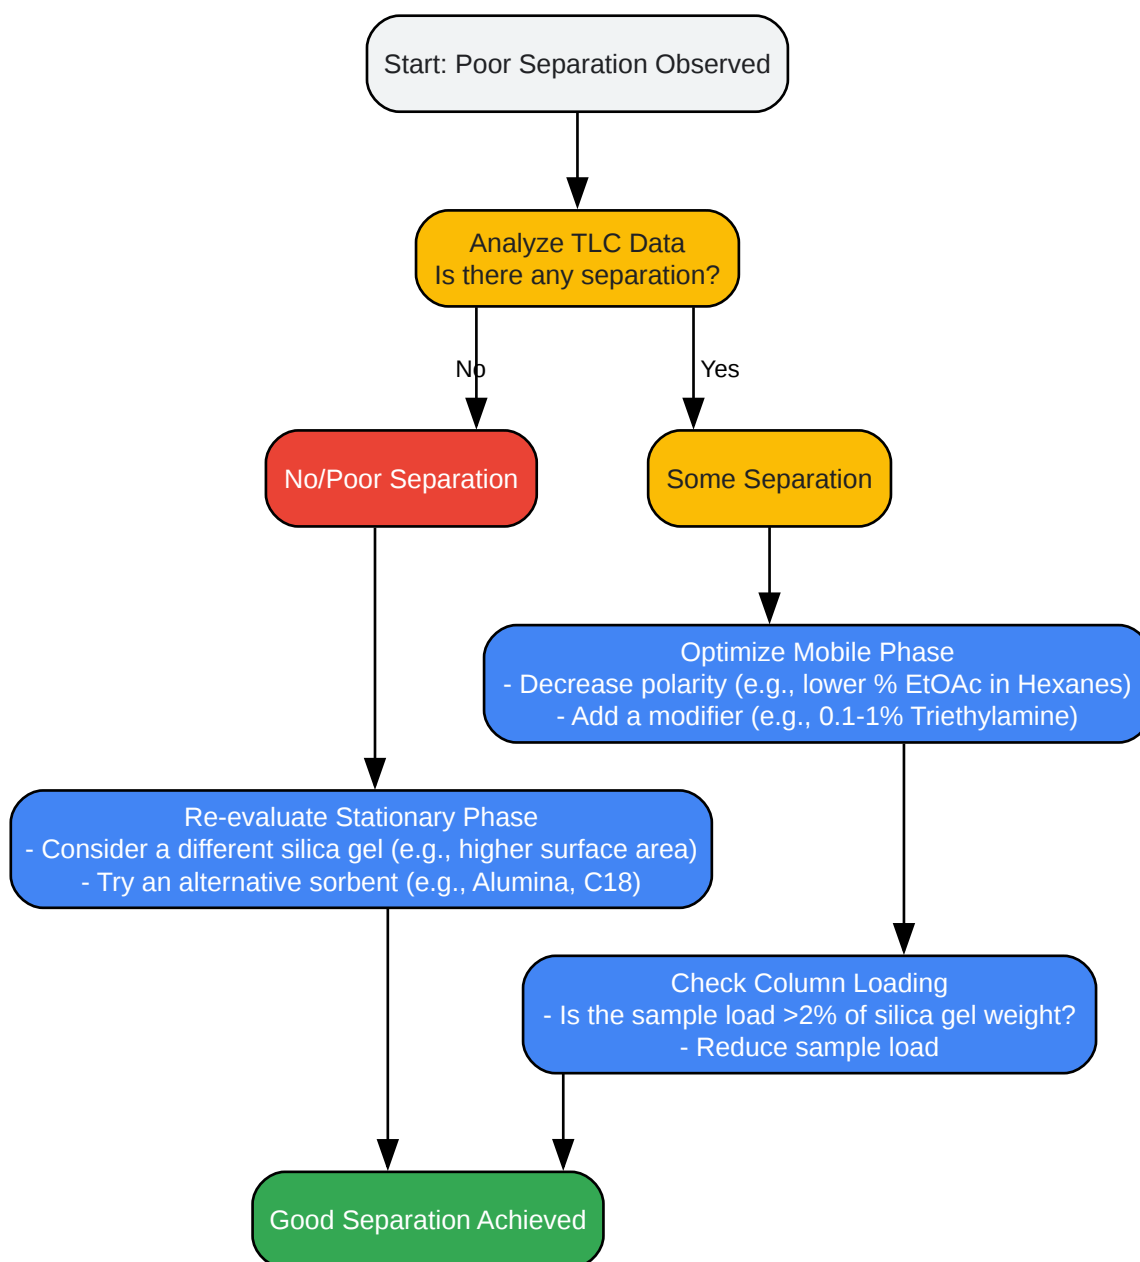 Start: Poor Separation Observed
Analyze TLC Data
Is there any separation?
No
Yes
No/Poor Separation
Some Separation
Optimize Mobile Phase
- Decrease polarity (e.g., lower % EtOAc in Hexanes)
- Add a modifier (e.g., 0.1-1% Triethylamine)
Re-evaluate Stationary Phase
- Consider a different silica gel (e.g., higher surface area)
- Try an alternative sorbent (e.g., Alumina, C18)
Check Column Loading
- Is the sample load >2% of silica gel weight?
- Reduce sample load
Good Separation Achieved